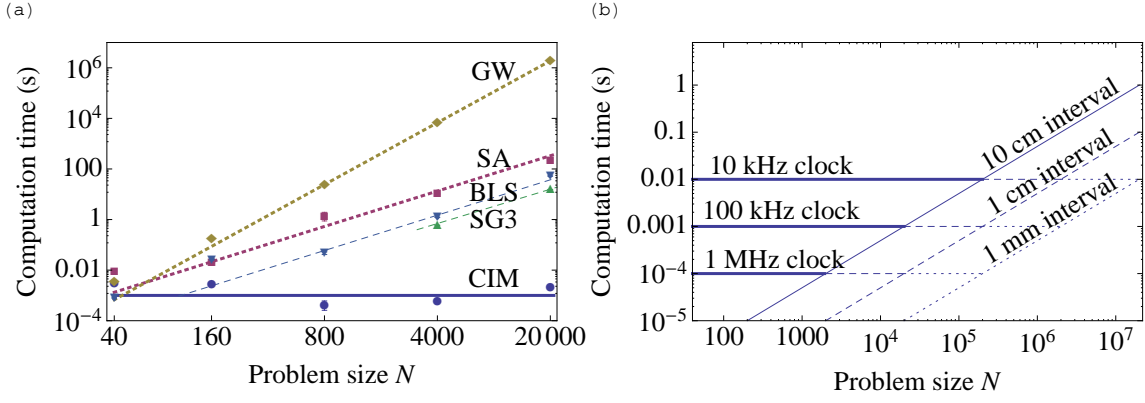 (a)
Computation time (s)
10^6
10^4
100
1
0.01
10^-4
GW
SA
BLS
SG3
CIM
40 160 800 4000 20 000
Problem size N
(b)
Computation time (s)
1
0.1
0.01
0.001
10^-4
10^-5
10 kHz clock
100 kHz clock
1 MHz clock
10 cm interval
1 cm interval
1 mm interval
100 1000 10^4 10^5 10^6 10^7
Problem size N